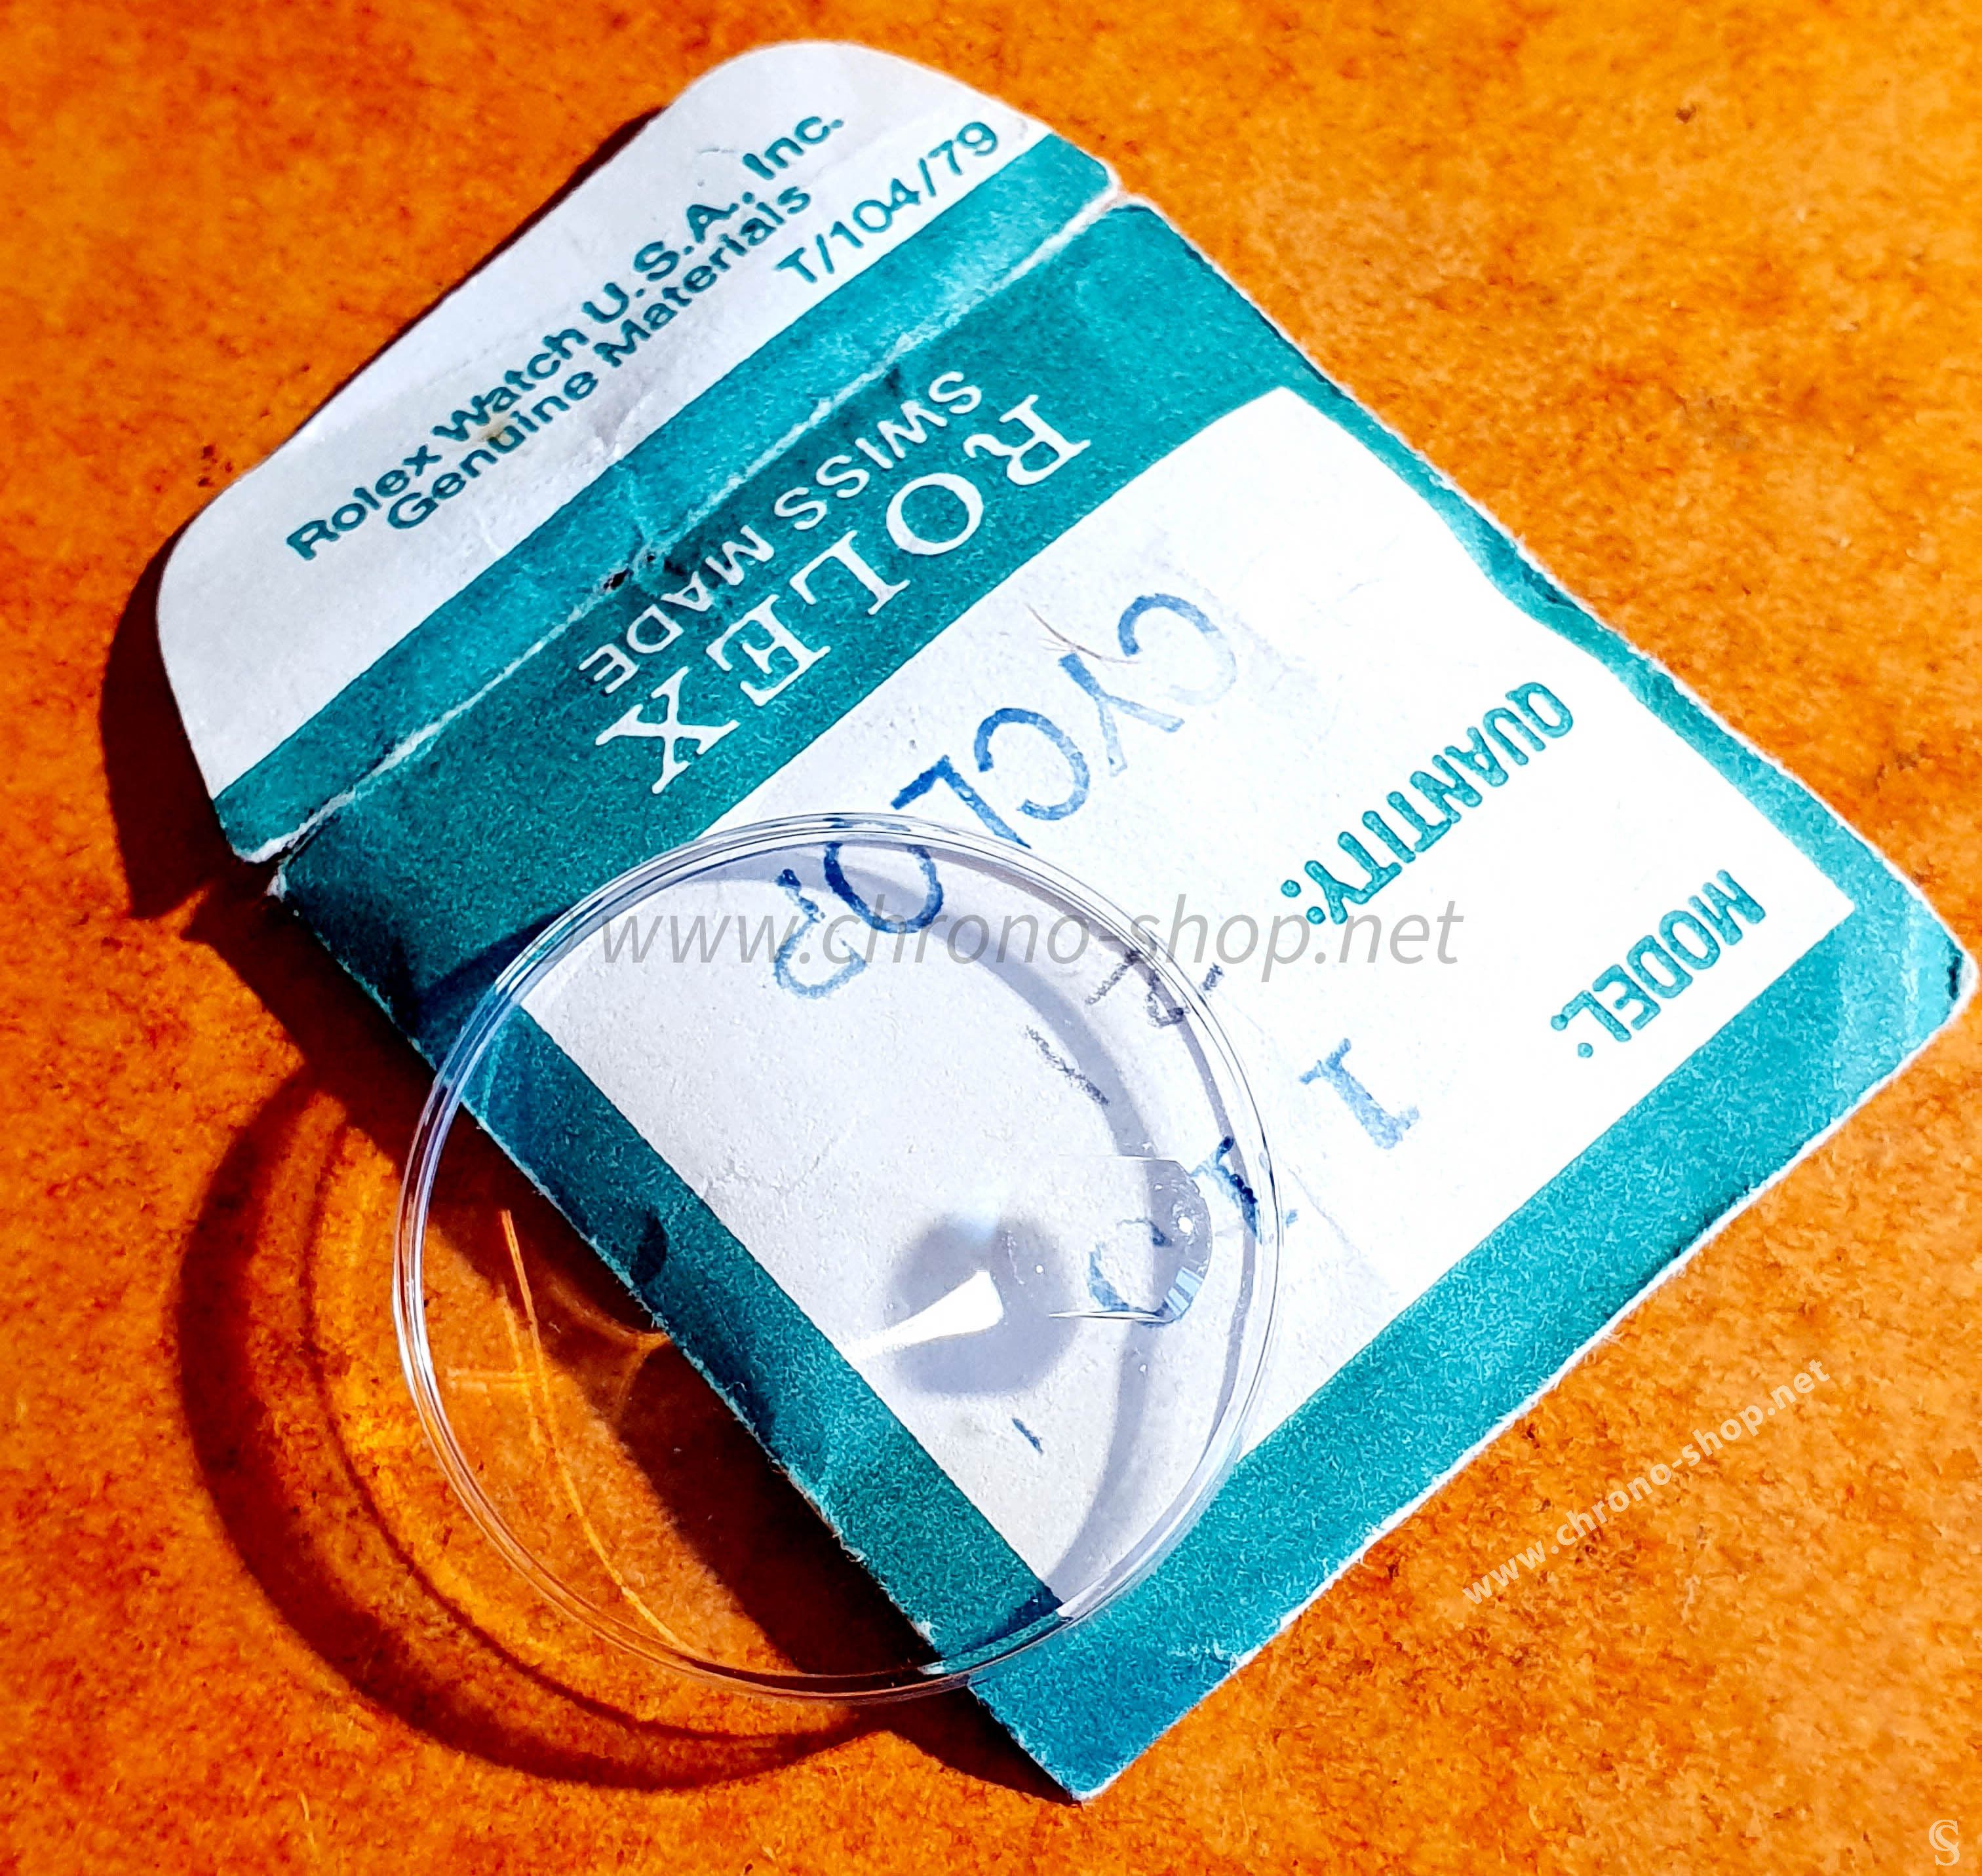 Rolex Watch U.S.A., Inc.
Genuine Materials
T/104/79
ROLEX
SWISS MADE
CYCLOP
QUANTITY:
1
MODEL:
©www.chrono-shop.net
www.chrono-shop.net